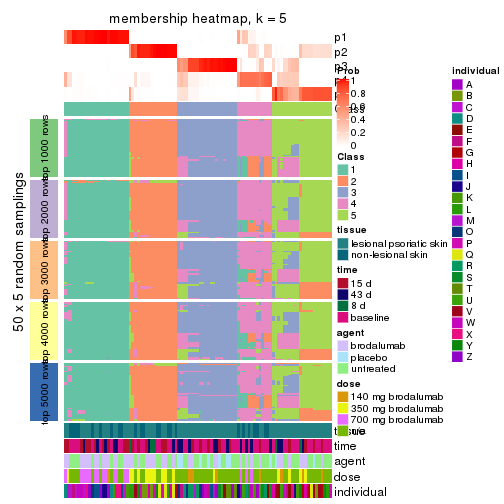 membership heatmap, k = 5
p1
p2
p3
p4
Prob
1
0.8
0.6
0.4
0.2
0
Class
1
2
3
4
5
tissue
lesional psoriatic skin
non-lesional skin
time
15 d
43 d
8 d
baseline
agent
brodalumab
placebo
untreated
dose
140 mg brodalumab
350 mg brodalumab
700 mg brodalumab
n/a
individual
A
B
C
D
E
F
G
H
I
J
K
L
M
O
P
Q
R
S
T
U
V
W
X
Y
Z
50 x 5 random samplings
top 1000 rows
top 2000 rows
top 3000 rows
top 4000 rows
top 5000 rows
tissue
time
agent
dose
individual